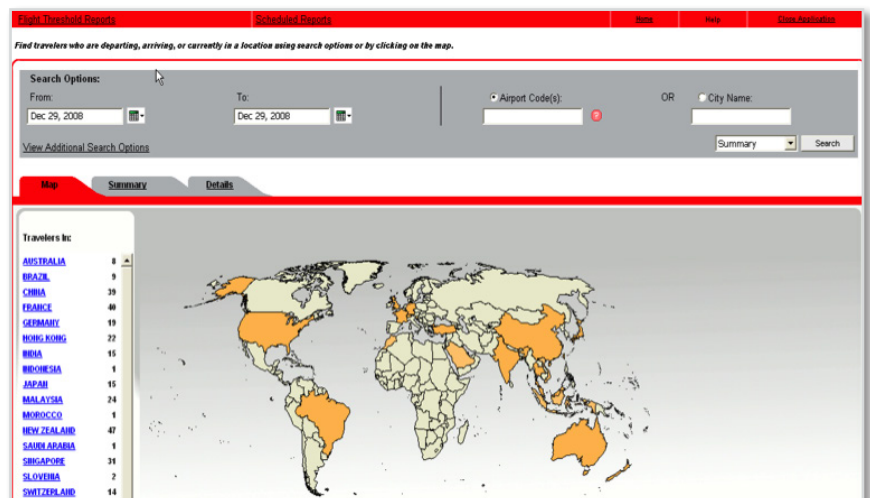 Flight Threshold Reports Scheduled Reports Home Help Close Application
Find travelers who are departing, arriving, or currently in a location using search options or by clicking on the map.
Search Options:
From: To: Airport Code(s): OR City Name:
Dec 29, 2008 Dec 29, 2008 ?
View Additional Search Options Summary Search
Map Summary Details
Travelers In:
AUSTRALIA 8
BRAZIL 9
CHINA 39
FRANCE 40
GERMANY 19
HONG KONG 22
INDIA 15
INDONESIA 1
JAPAN 15
MALAYSIA 24
MOROCCO 1
NEW ZEALAND 47
SAUDI ARABIA 1
SINGAPORE 31
SLOVENIA 2
SWITZERLAND 14